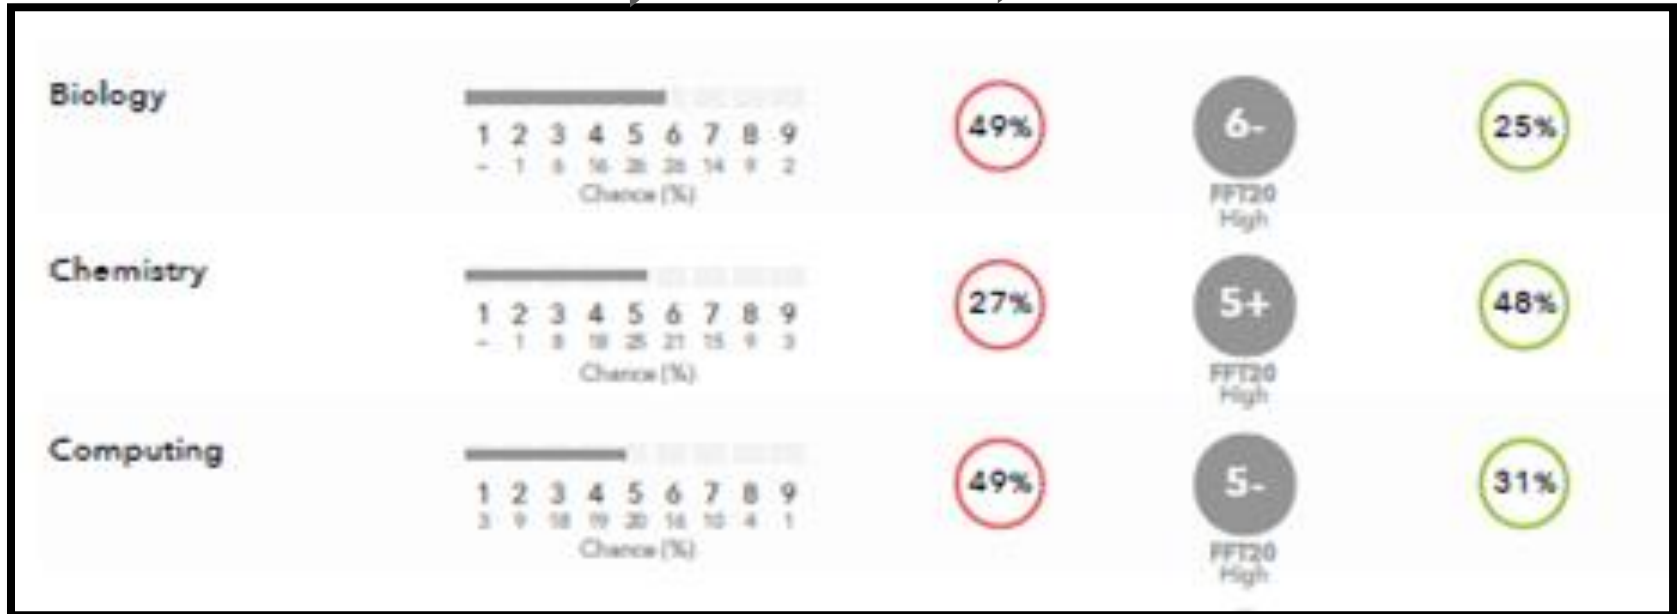 Biology
1 2 3 4 5 6 7 8 9
- 1 6 16 26 26 14 9 2
Chance (%)
49%
6-
FFT20
High
25%
Chemistry
1 2 3 4 5 6 7 8 9
- 1 8 18 25 21 15 9 3
Chance (%)
27%
5+
FFT20
High
48%
Computing
1 2 3 4 5 6 7 8 9
3 9 18 19 20 16 10 4 1
Chance (%)
49%
5-
FFT20
High
31%